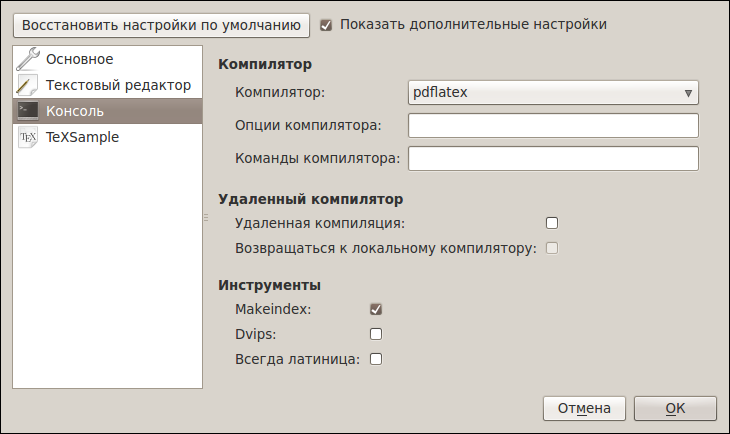 Восстановить настройки по умолчанию
Показать дополнительные настройки
Основное
Текстовый редактор
>_
Консоль
TEX
TeXSample
Компилятор
Компилятор:
pdflatex
Опции компилятора:
Команды компилятора:
Удаленный компилятор
Удаленная компиляция:
Возвращаться к локальному компилятору:
Инструменты
Makeindex:
Dvips:
Всегда латиница:
Отмена
OK